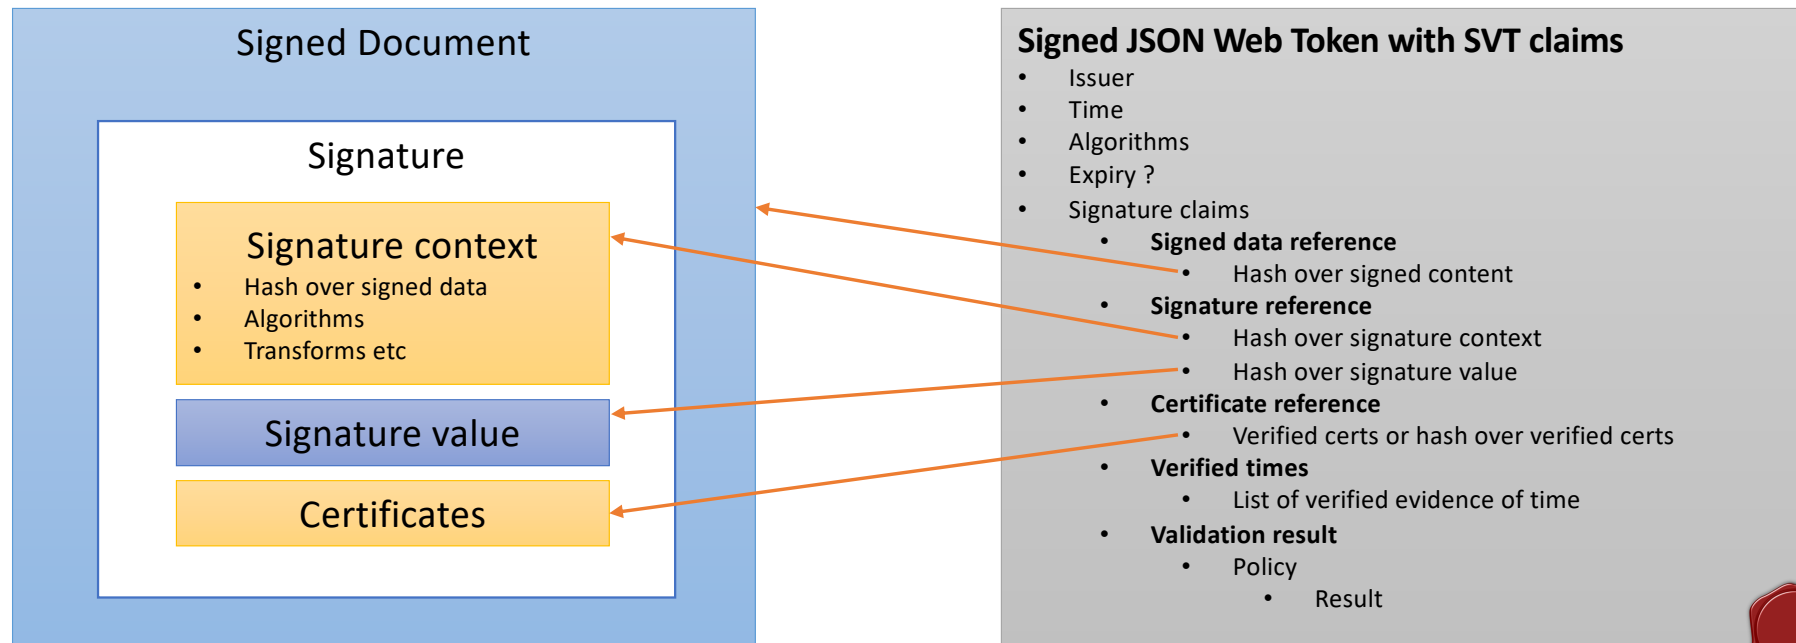 Signed Document
Signature
Signature context
• Hash over signed data
• Algorithms
• Transforms etc
Signature value
Certificates
Signed JSON Web Token with SVT claims
• Issuer
• Time
• Algorithms
• Expiry ?
• Signature claims
• Signed data reference
• Hash over signed content
• Signature reference
• Hash over signature context
• Hash over signature value
• Certificate reference
• Verified certs or hash over verified certs
• Verified times
• List of verified evidence of time
• Validation result
• Policy
• Result